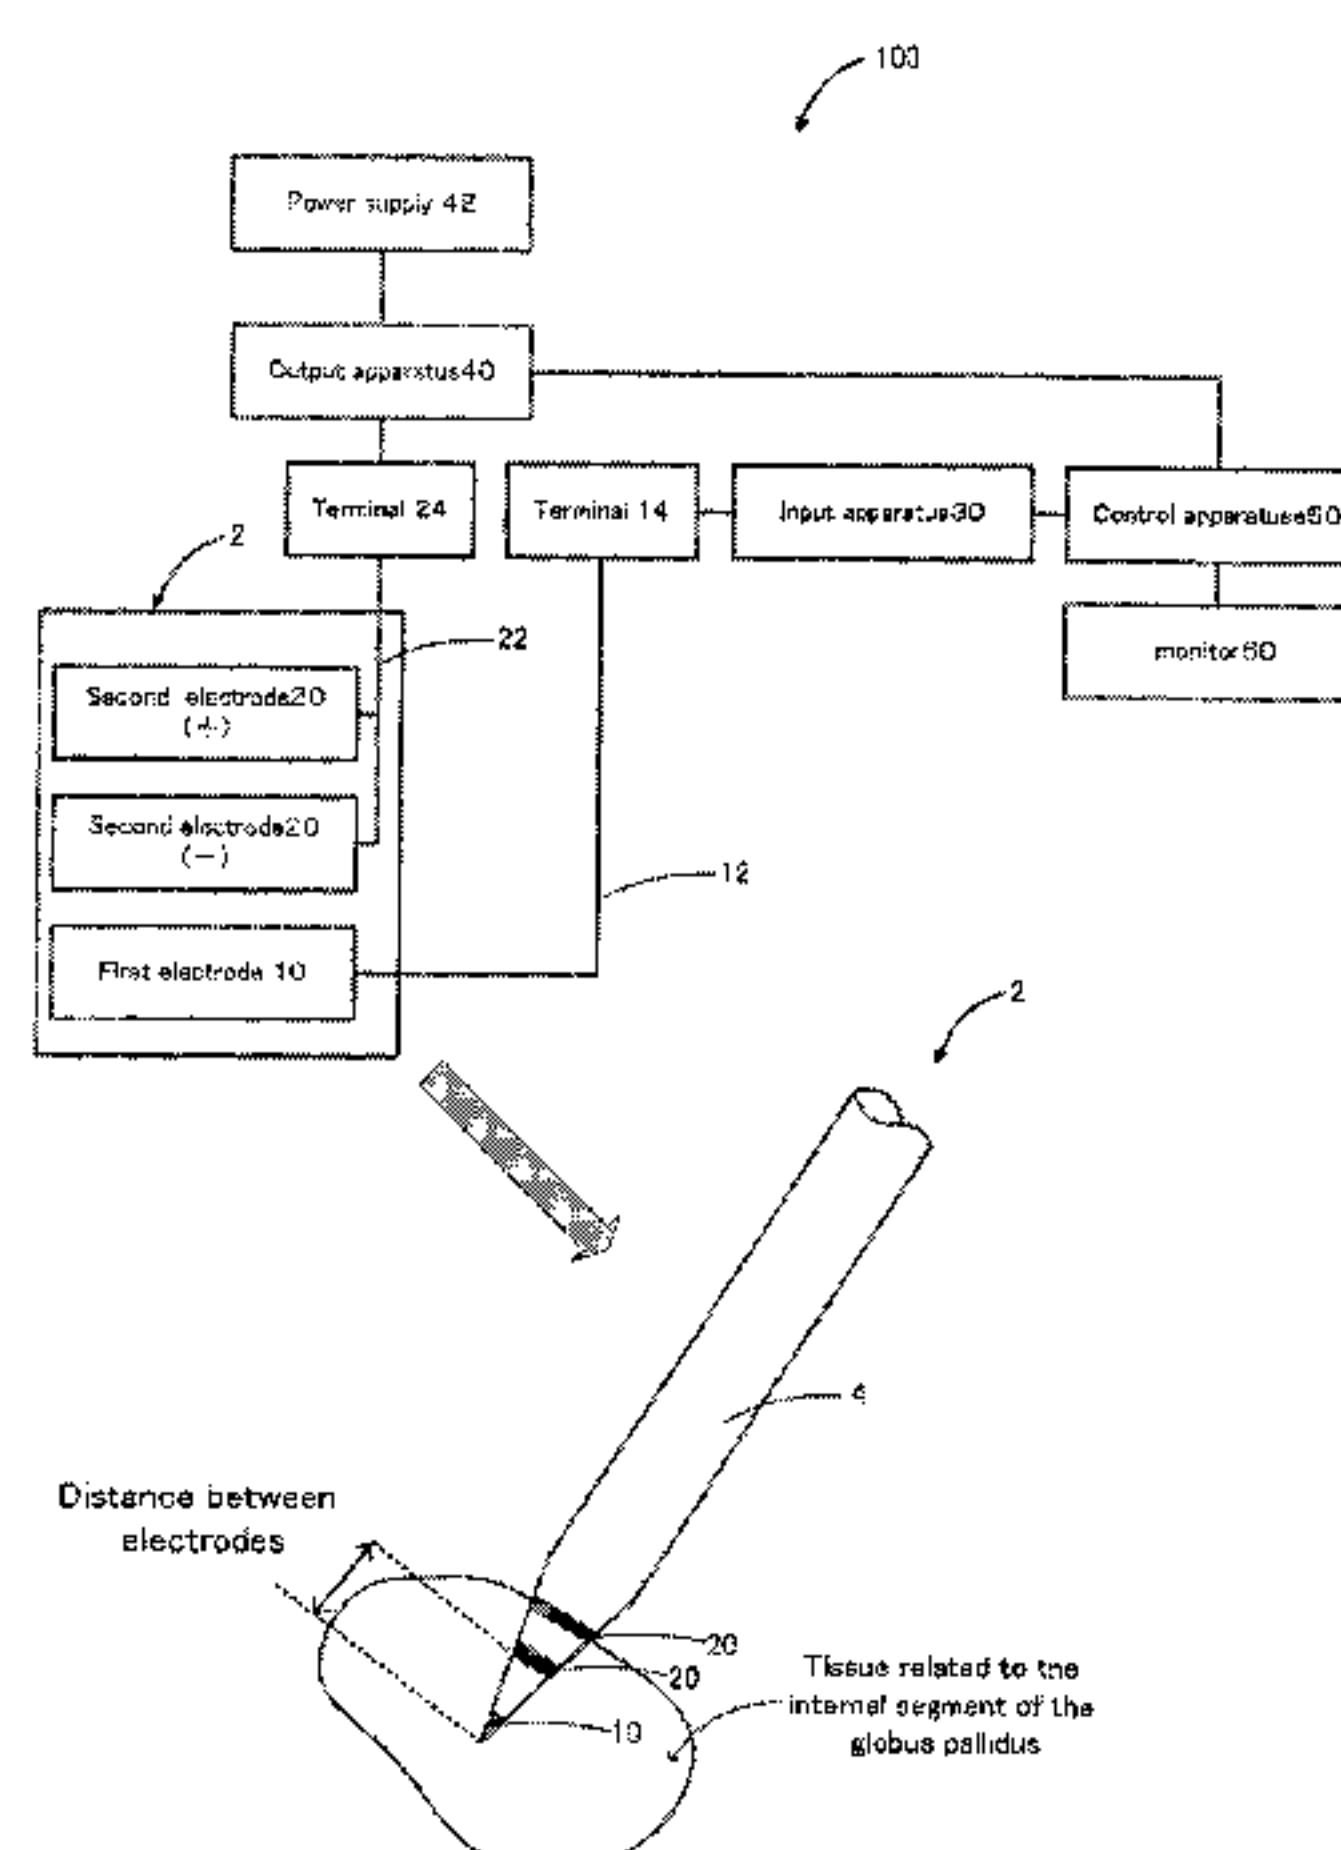 100
Power supply 42
Output apparatus40
Terminal 24
Terminal 14
Input apparatus30
Control apparatuse50
2
22
monitor60
Second electrode20
(+)
Second electrode20
(—)
12
First electrode 10
2
4
Distance between
electrodes
20
20
10
Tissue related to the
internal segment of the
globus pallidus